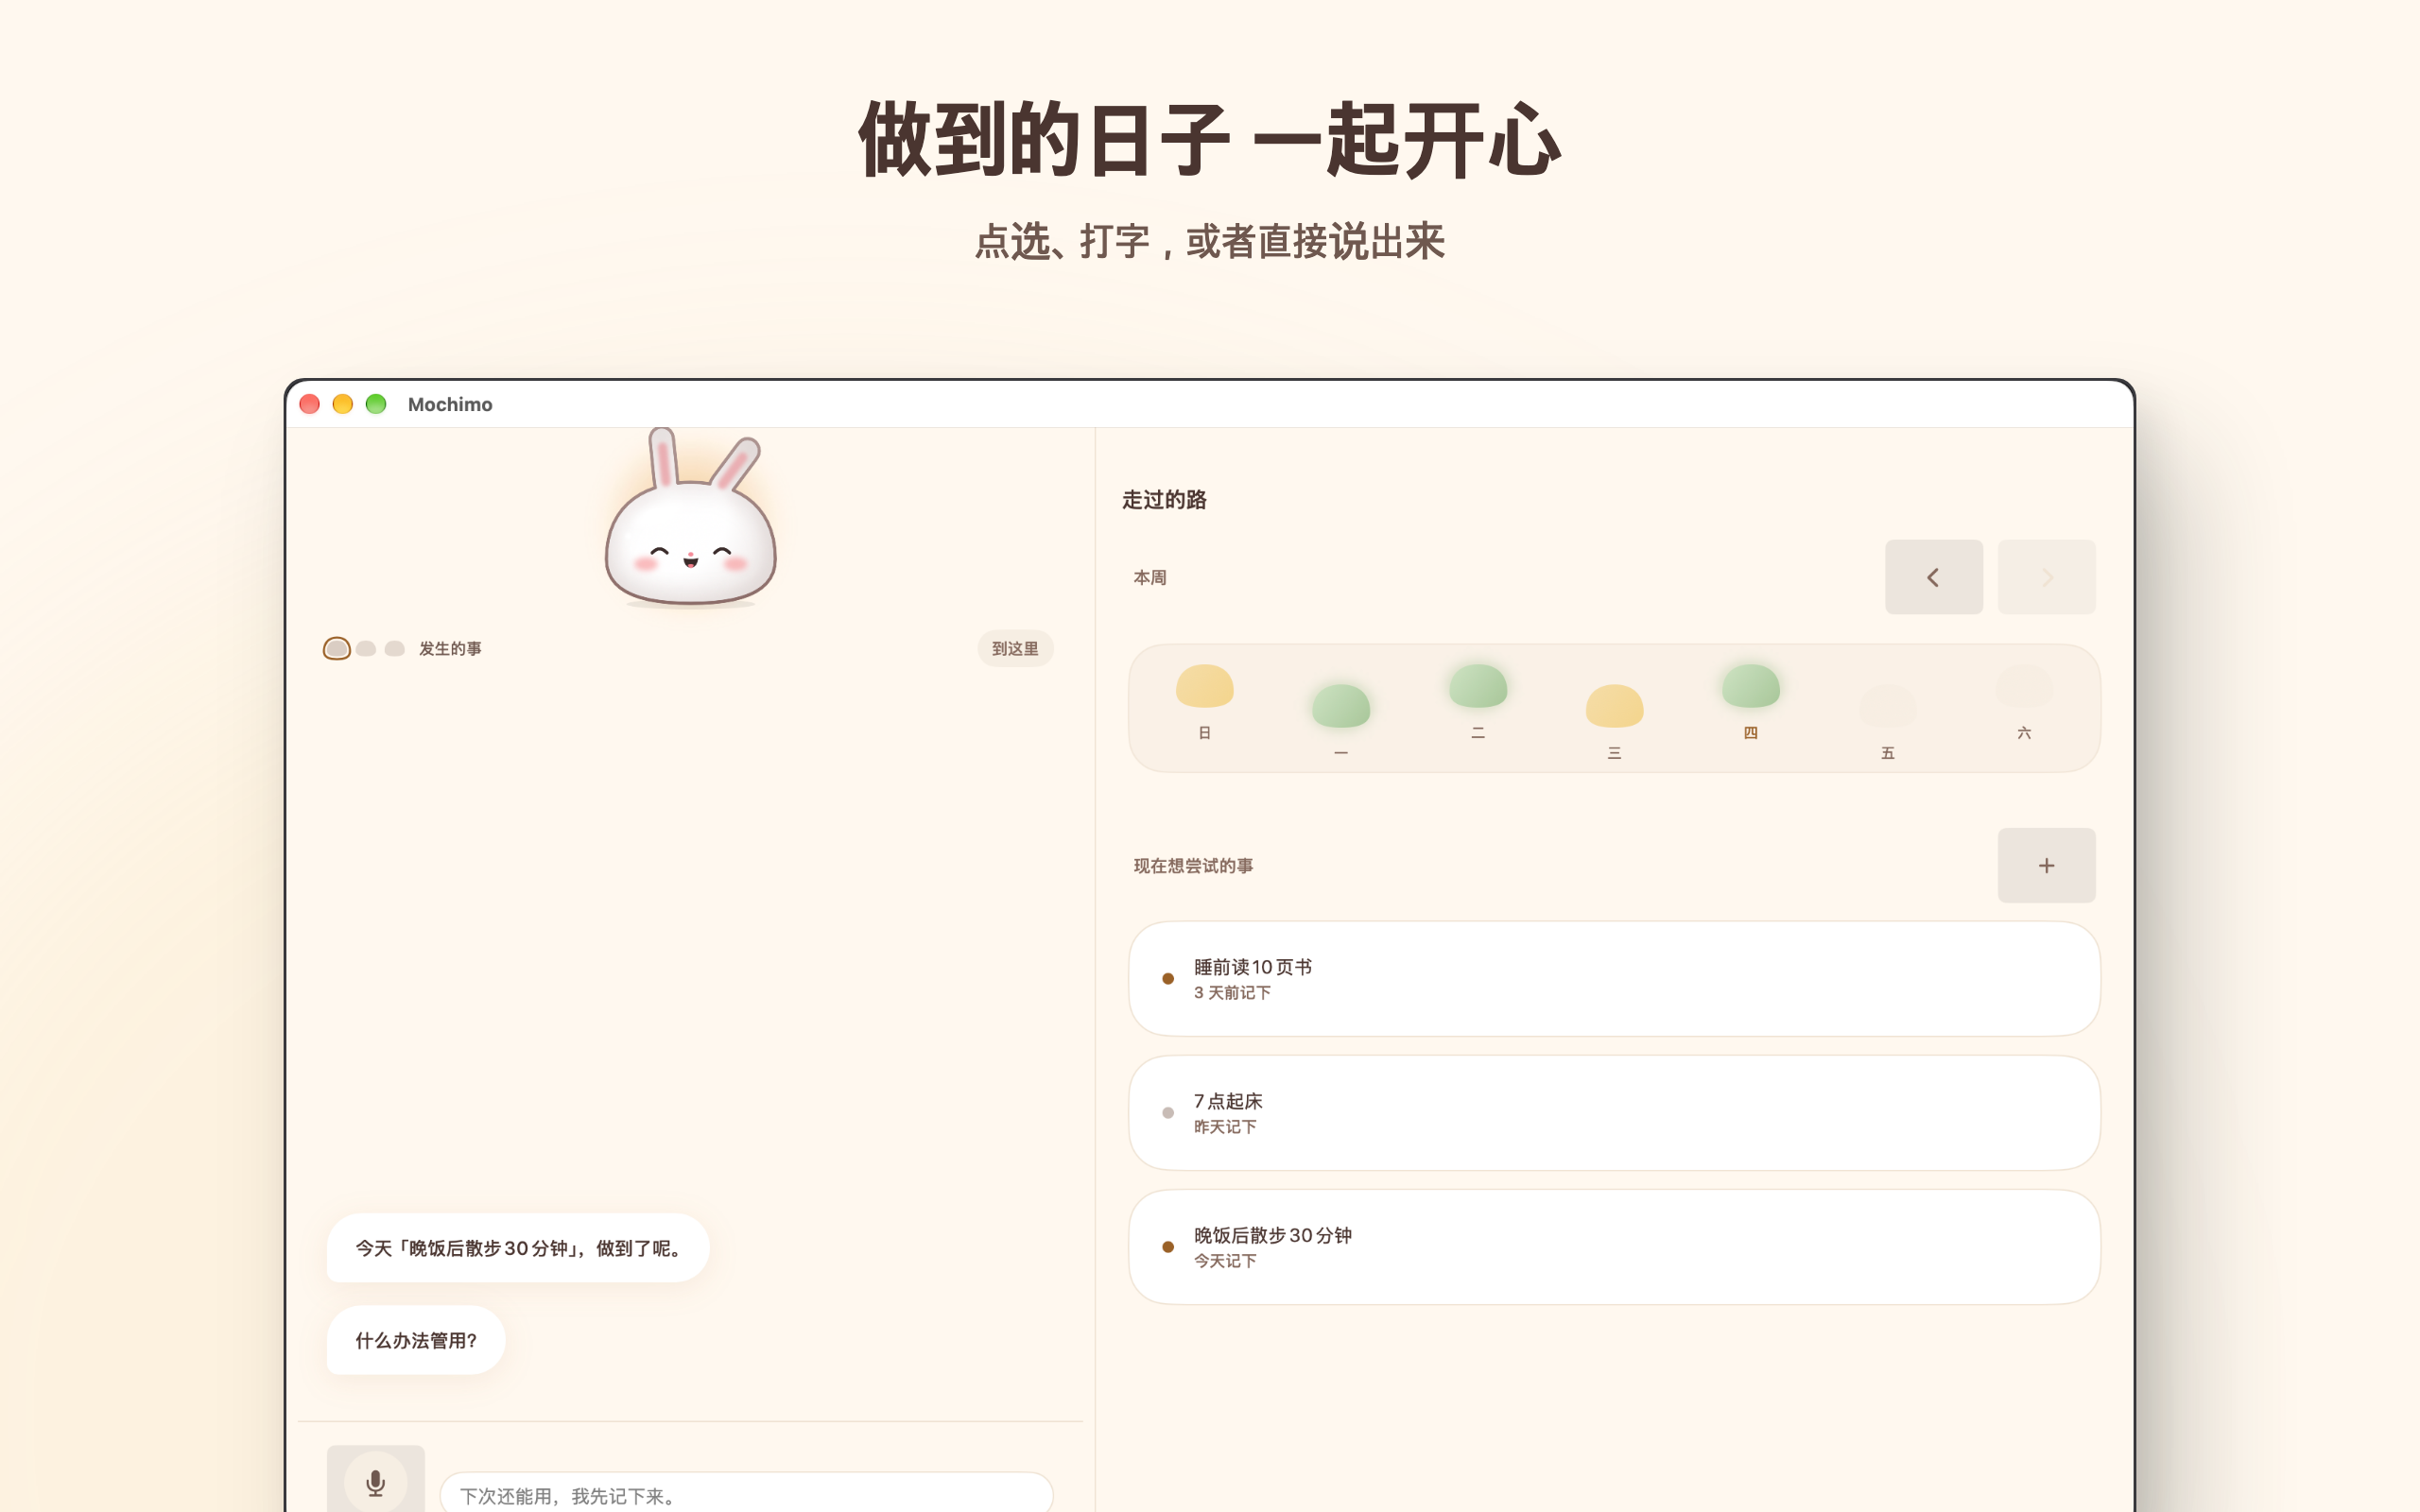 做到的日子 一起开心
点选、打字，或者直接说出来
Mochimo
发生的事
到这里
今天「晚饭后散步30分钟」，做到了呢。
什么办法管用？
下次还能用，我先记下来。
走过的路
本周
日
一
二
三
四
五
六
现在想尝试的事
睡前读10页书
3 天前记下
7点起床
昨天记下
晚饭后散步30分钟
今天记下